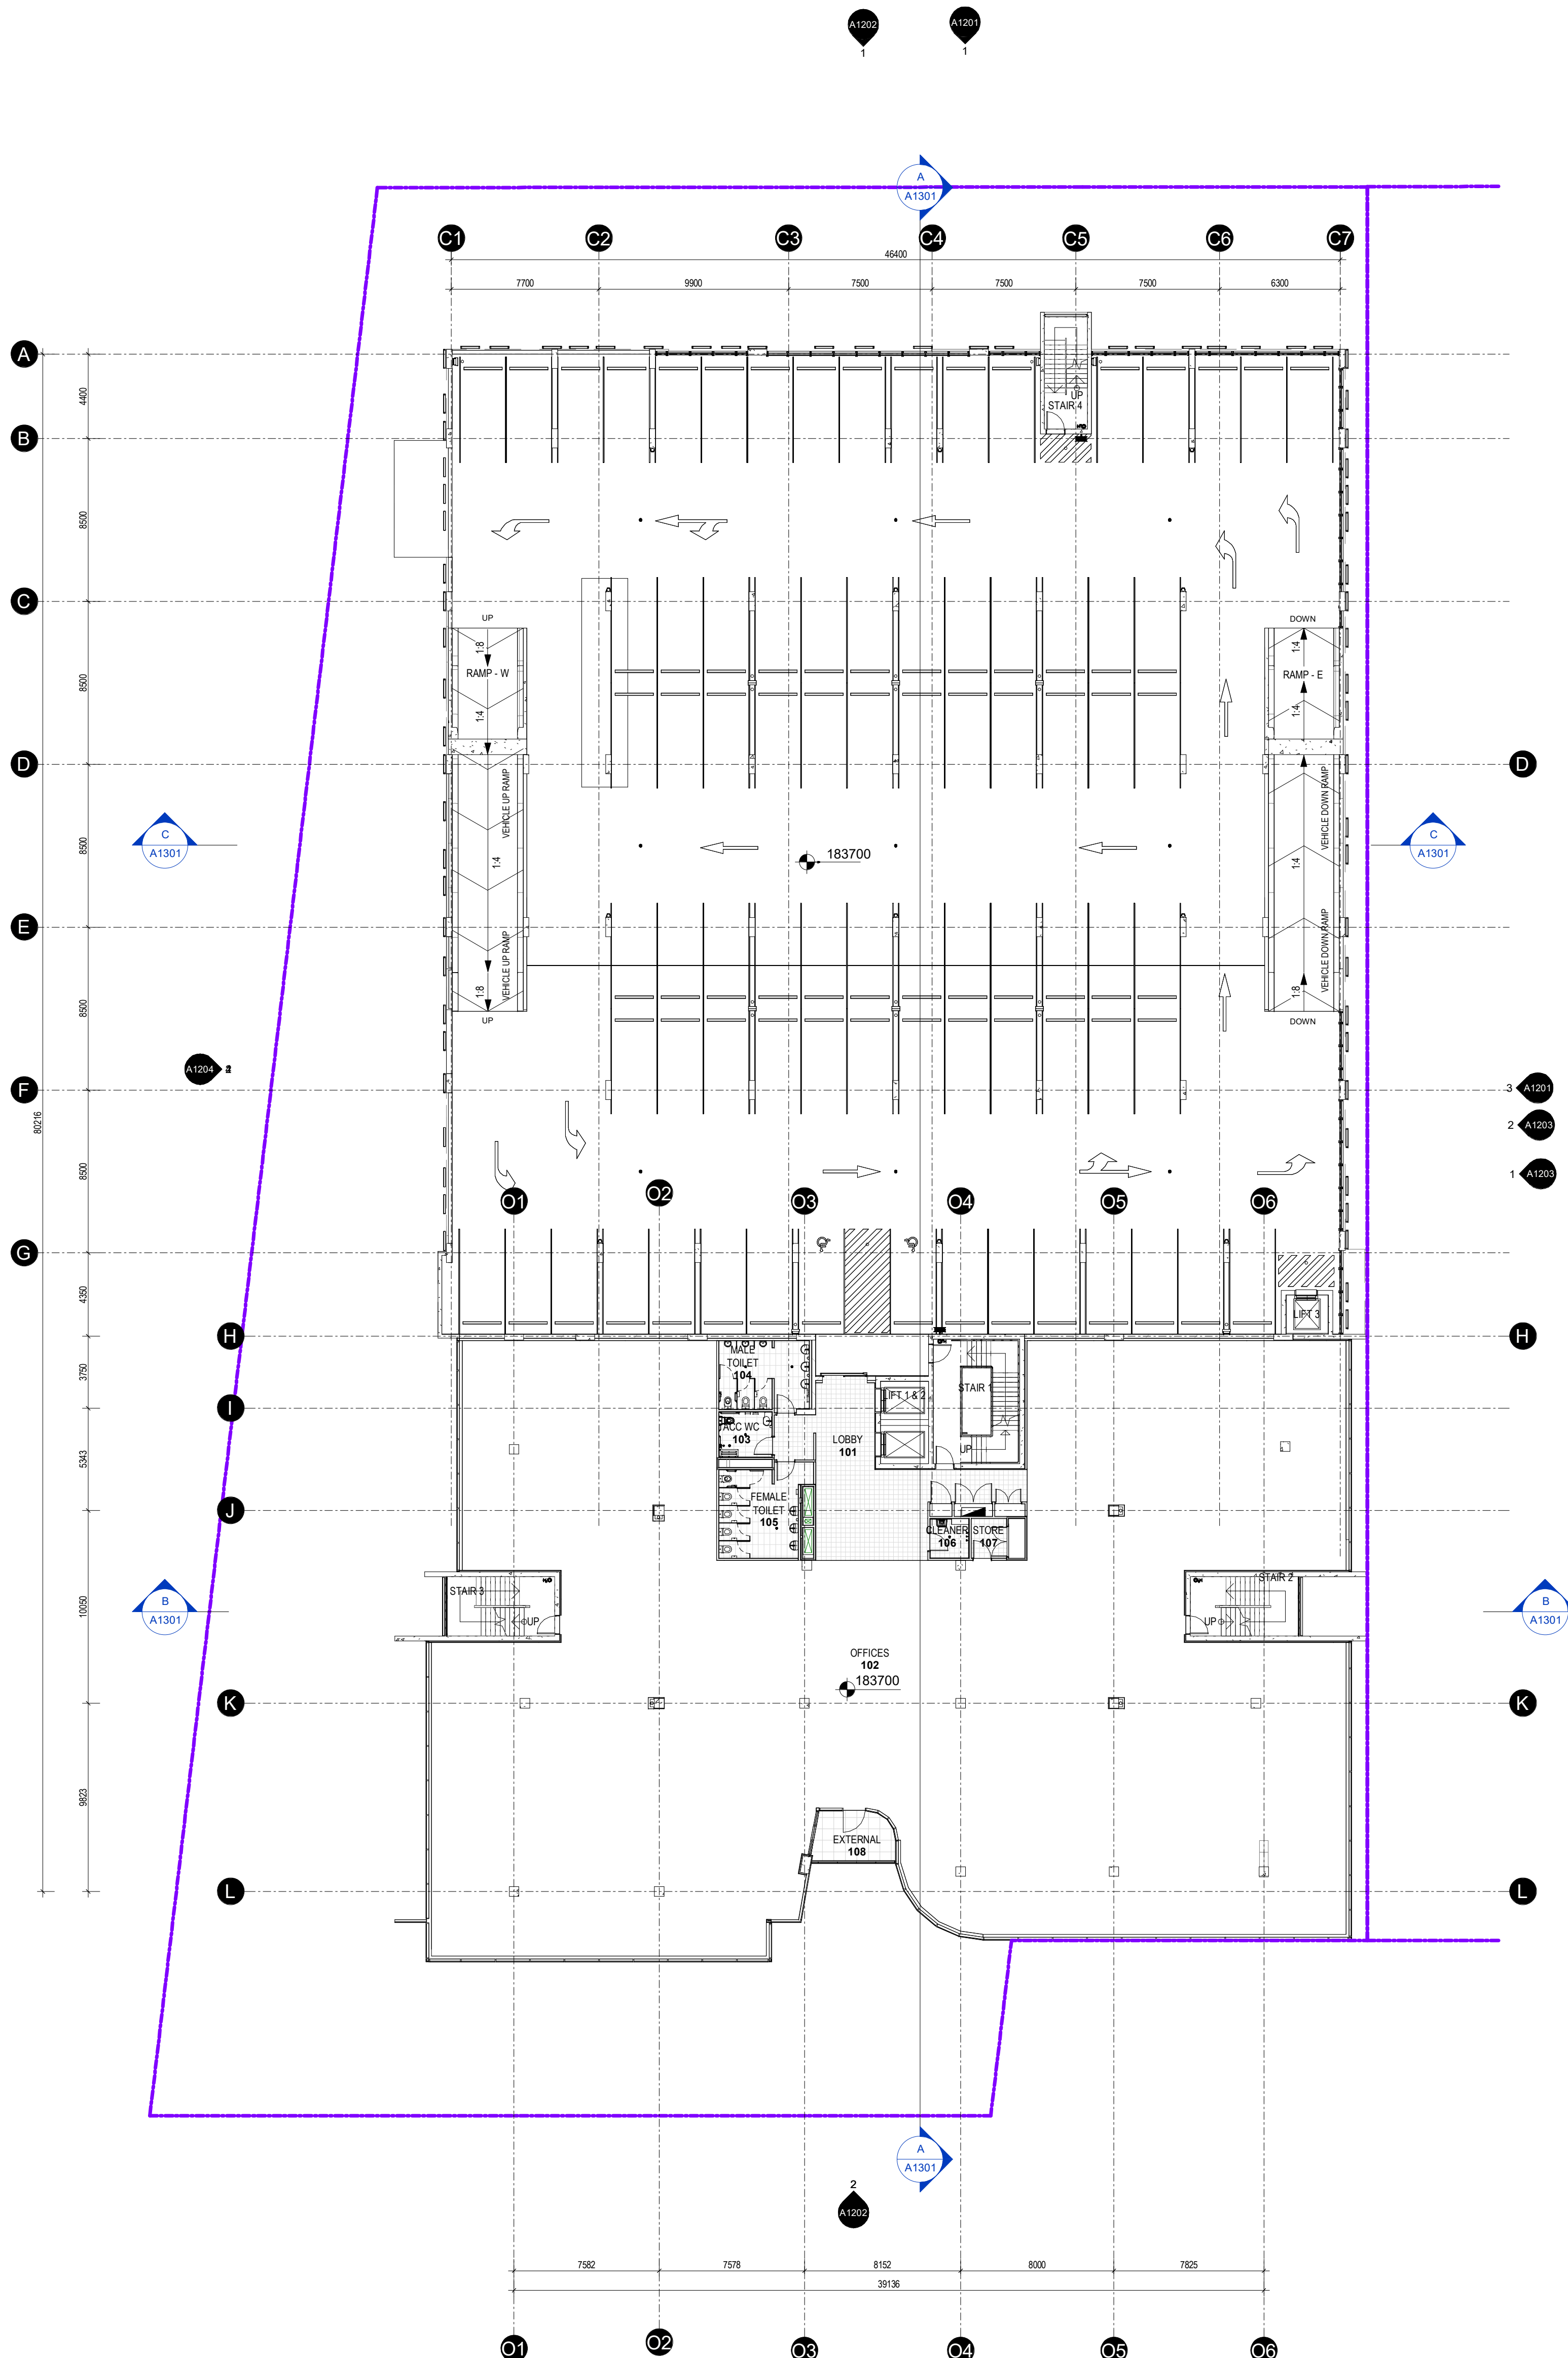 A1202
1
A1201
1
A
A1301
C1 C2 C3 C4 C5 C6 C7
46400
7700 9900 7500 7500 7500 6300
A
4400
UP
STAIR 4
B
8500
C
UP
DOWN
1:8
1:4
RAMP - W
RAMP - E
8500
1:4
1:4
D
D
VEHICLE UP RAMP
VEHICLE DOWN RAMP
C
A1301
C
A1301
8500
183700
1:4
1:4
E
VEHICLE UP RAMP
VEHICLE DOWN RAMP
8500
1:8
1:8
UP
DOWN
A1204
F
3 A1201
80216
2 A1203
8500
1 A1203
O1 O2 O3 O4 O5 O6
G
4350
LIFT 3
H
H
3750
MALE
TOILET
104
STAIR 1
LIFT 1 & 2
I
ACC WC
103
LOBBY
101
UP
5343
FEMALE
TOILET
105
J
CLEANER
106
STORE
107
STAIR 3
STAIR 2
B
A1301
B
A1301
10050
UP
UP
OFFICES
102
183700
K
K
9823
EXTERNAL
108
L
L
A
A1301
2
A1202
7582 7578 8152 8000 7825
39136
O1 O2 O3 O4 O5 O6